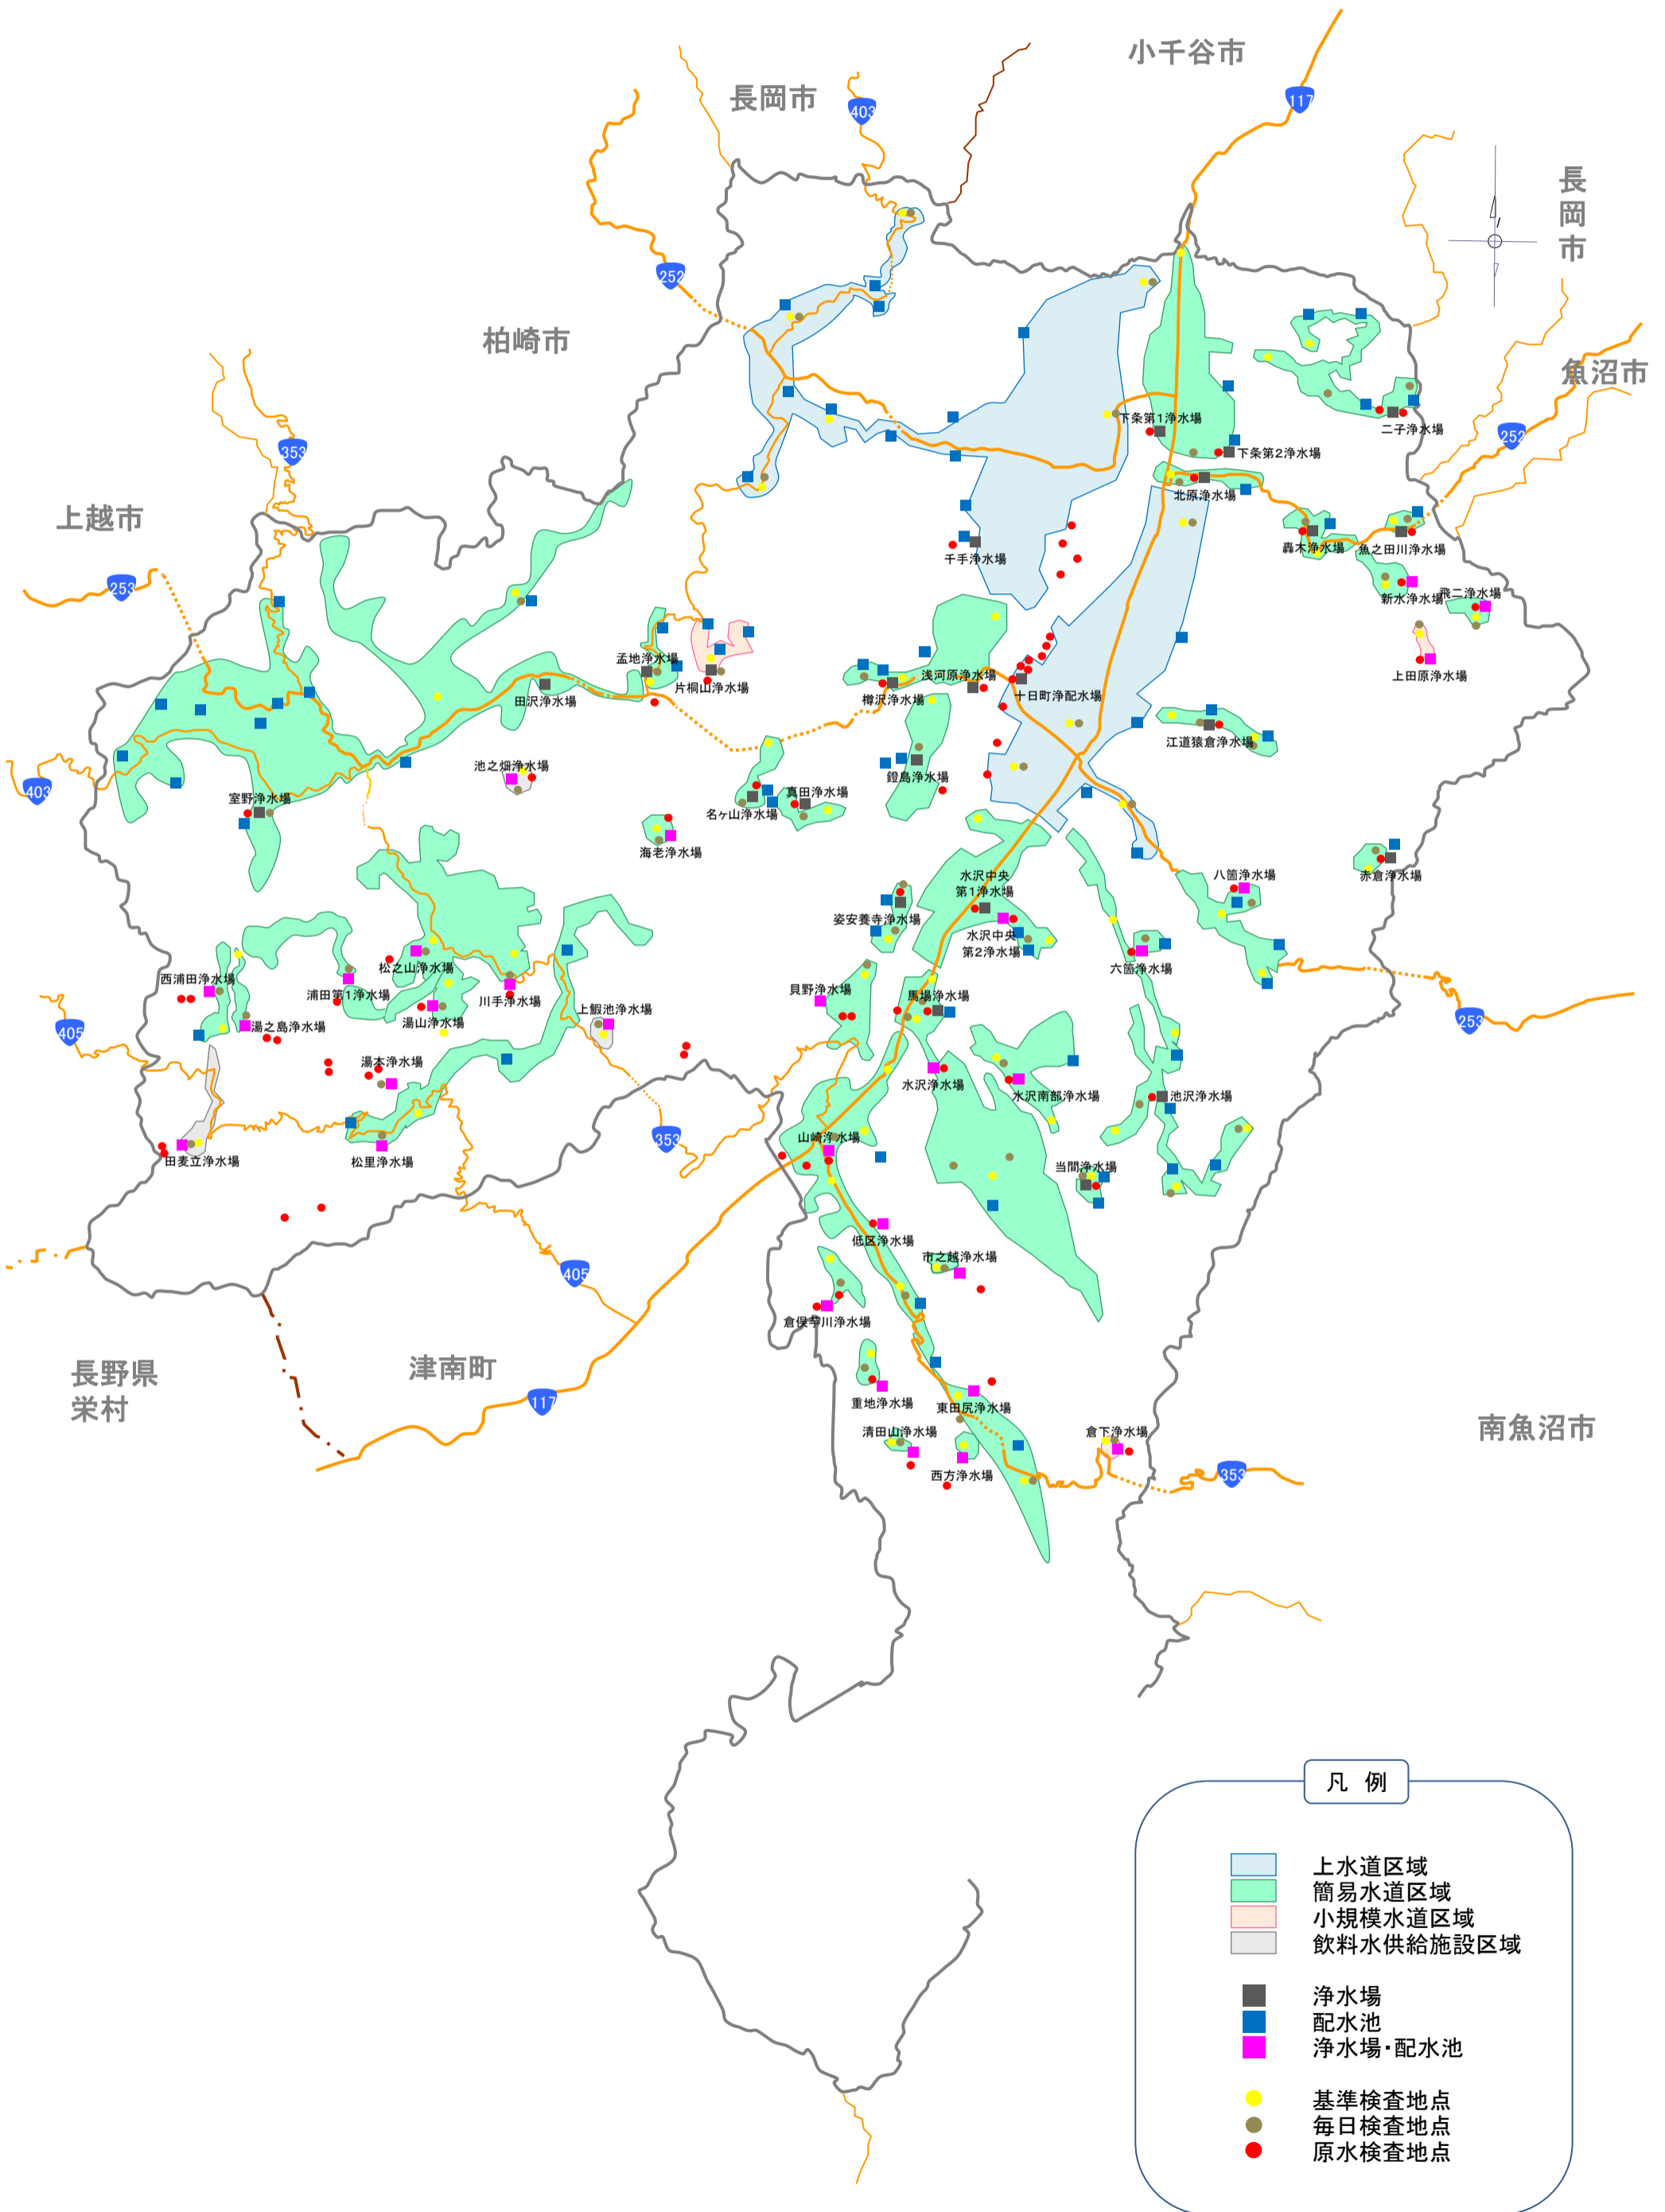 小千谷市
長岡市
403
117
長岡市
252
柏崎市
魚沼市
353
下条第1浄水場
二子浄水場
252
下条第2浄水場
上越市
北原浄水場
轟木浄水場
魚之田川浄水場
千手浄水場
253
新水浄水場
飛二浄水場
孟地浄水場
上田原浄水場
浅河原浄水場
片桐山浄水場
樽沢浄水場
十日町浄配水場
田沢浄水場
江道猿倉浄水場
池之畑浄水場
鐙島浄水場
403
室野浄水場
真田浄水場
名ヶ山浄水場
海老浄水場
水沢中央
第1浄水場
八箇浄水場
赤倉浄水場
姿安養寺浄水場
水沢中央
第2浄水場
松之山浄水場
六箇浄水場
西浦田浄水場
浦田第1浄水場
川手浄水場
貝野浄水場
馬場浄水場
上鰕池浄水場
湯山浄水場
湯之島浄水場
405
253
湯本浄水場
水沢浄水場
水沢南部浄水場
池沢浄水場
353
山崎浄水場
田麦立浄水場
松里浄水場
当間浄水場
低区浄水場
市之越浄水場
405
倉俣芋川浄水場
長野県
栄村
津南町
117
重地浄水場
東田尻浄水場
清田山浄水場
倉下浄水場
南魚沼市
西方浄水場
353
凡 例
上水道区域
簡易水道区域
小規模水道区域
飲料水供給施設区域
浄水場
配水池
浄水場・配水池
基準検査地点
毎日検査地点
原水検査地点